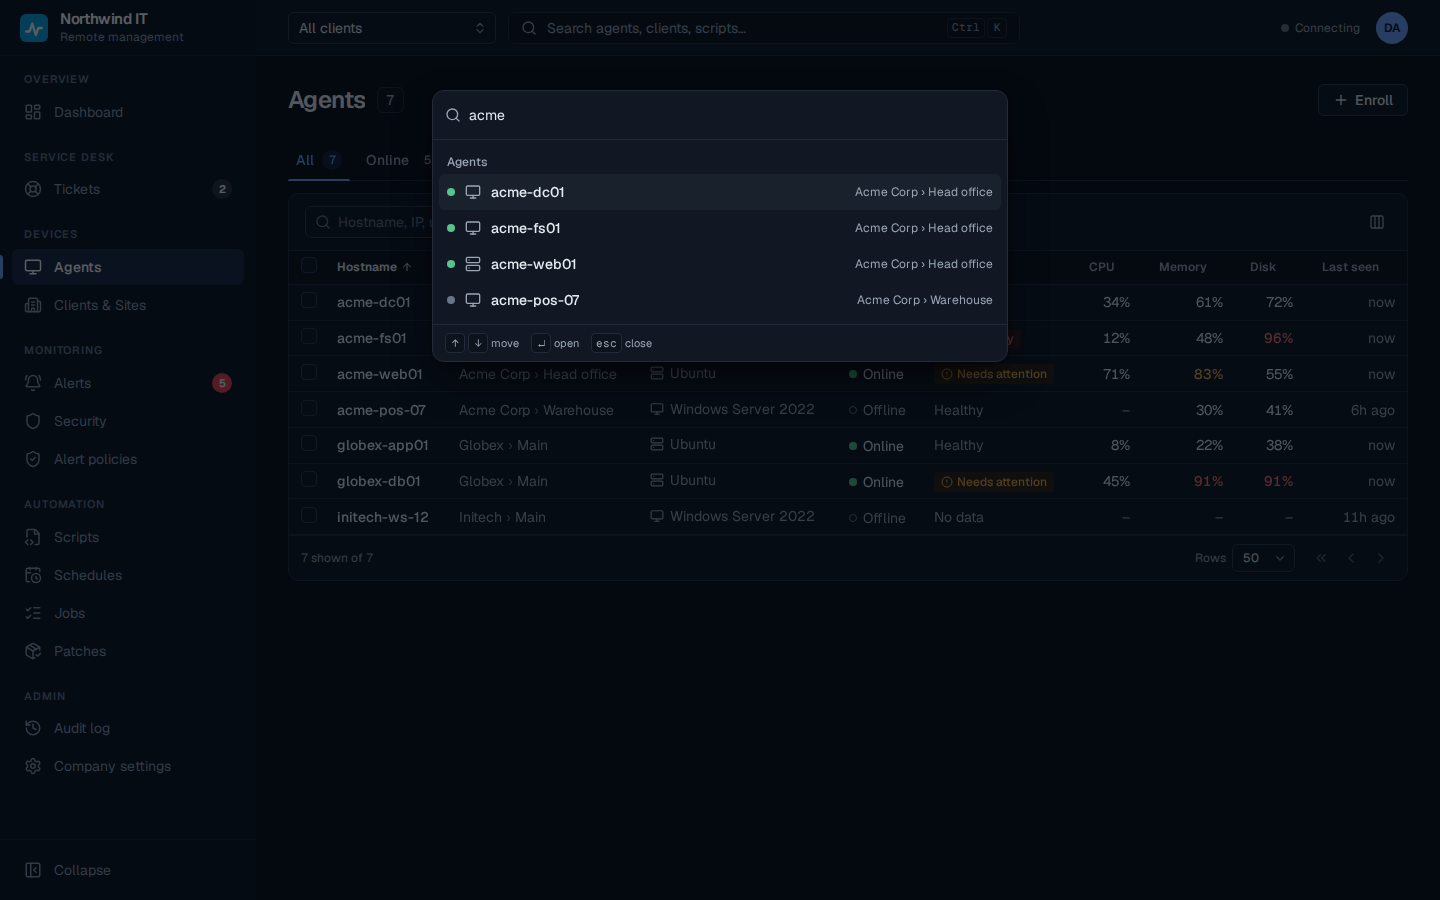 Northwind IT
Remote management
All clients
Search agents, clients, scripts...
Ctrl K
Connecting
DA
OVERVIEW
Dashboard
SERVICE DESK
Tickets 2
DEVICES
Agents
Clients & Sites
MONITORING
Alerts 5
Security
Alert policies
AUTOMATION
Scripts
Schedules
Jobs
Patches
ADMIN
Audit log
Company settings
Collapse
Agents 7
Enroll
All 7 Online 5
acme
Agents
acme-dc01 Acme Corp › Head office
acme-fs01 Acme Corp › Head office
acme-web01 Acme Corp › Head office
acme-pos-07 Acme Corp › Warehouse
↑ ↓ move ↵ open esc close
Hostname, IP,
Hostname ↑ CPU Memory Disk Last seen
acme-dc01 34% 61% 72% now
acme-fs01 12% 48% 96% now
acme-web01 Acme Corp › Head office Ubuntu Online Needs attention 71% 83% 55% now
acme-pos-07 Acme Corp › Warehouse Windows Server 2022 Offline Healthy – 30% 41% 6h ago
globex-app01 Globex › Main Ubuntu Online Healthy 8% 22% 38% now
globex-db01 Globex › Main Ubuntu Online Needs attention 45% 91% 91% now
initech-ws-12 Initech › Main Windows Server 2022 Offline No data – – – 11h ago
7 shown of 7
Rows 50